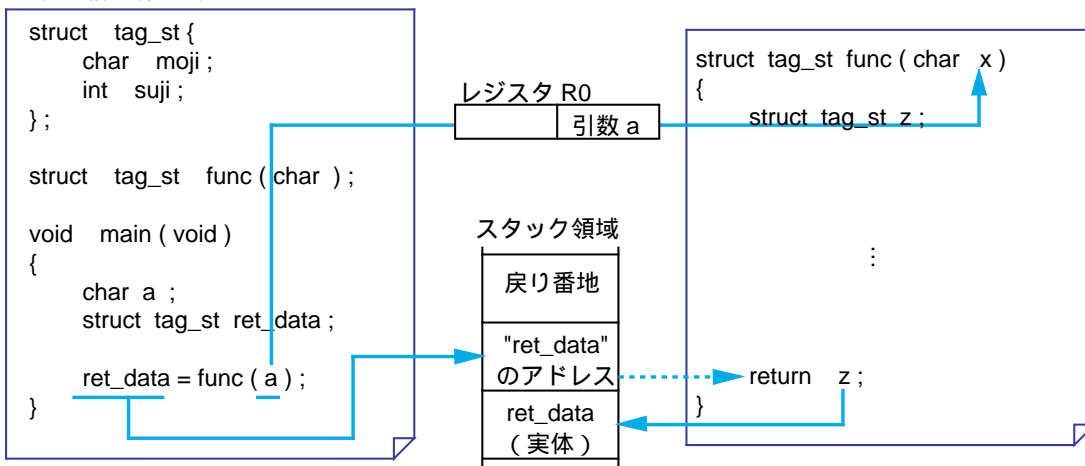 struct tag_st {
char moji ;
int suji ;
} ;
struct tag_st func ( char ) ;
void main ( void )
{
char a ;
struct tag_st ret_data ;
ret_data = func ( a ) ;
}
レジスタ R0
引数 a
スタック領域
戻り番地
"ret_data"
のアドレス
ret_data
( 実体 )
struct tag_st func ( char x )
{
struct tag_st z ;
⋮
return z ;
}